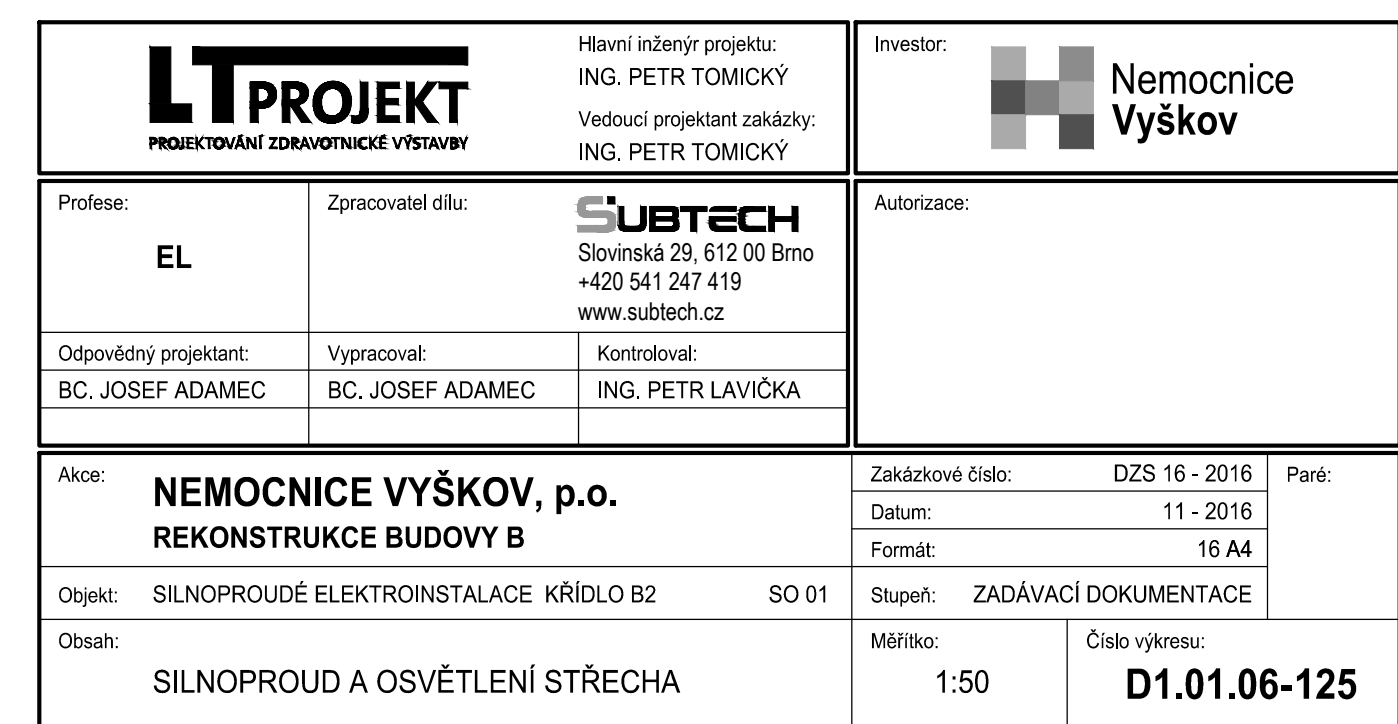 LT PROJEKT
PROJEKTOVÁNÍ ZDRAVOTNICKÉ VÝSTAVBY
Hlavní inženýr projektu:
ING. PETR TOMICKÝ
Vedoucí projektant zakázky:
ING. PETR TOMICKÝ
Investor:
Nemocnice
Vyškov
Profese:
EL
Zpracovatel dílu:
SUBTECH
Slovinská 29, 612 00 Brno
+420 541 247 419
www.subtech.cz
Autorizace:
Odpovědný projektant:
Vypracoval:
Kontroloval:
BC. JOSEF ADAMEC
BC. JOSEF ADAMEC
ING. PETR LAVIČKA
Akce:
NEMOCNICE VYŠKOV, p.o.
REKONSTRUKCE BUDOVY B
Zakázkové číslo: DZS 16 - 2016
Datum: 11 - 2016
Formát: 16 A4
Paré:
Objekt: SILNOPROUDÉ ELEKTROINSTALACE KŘÍDLO B2 SO 01
Stupeň: ZADÁVACÍ DOKUMENTACE
Obsah:
SILNOPROUD A OSVĚTLENÍ STŘECHA
Měřítko:
1:50
Číslo výkresu:
D1.01.06-125